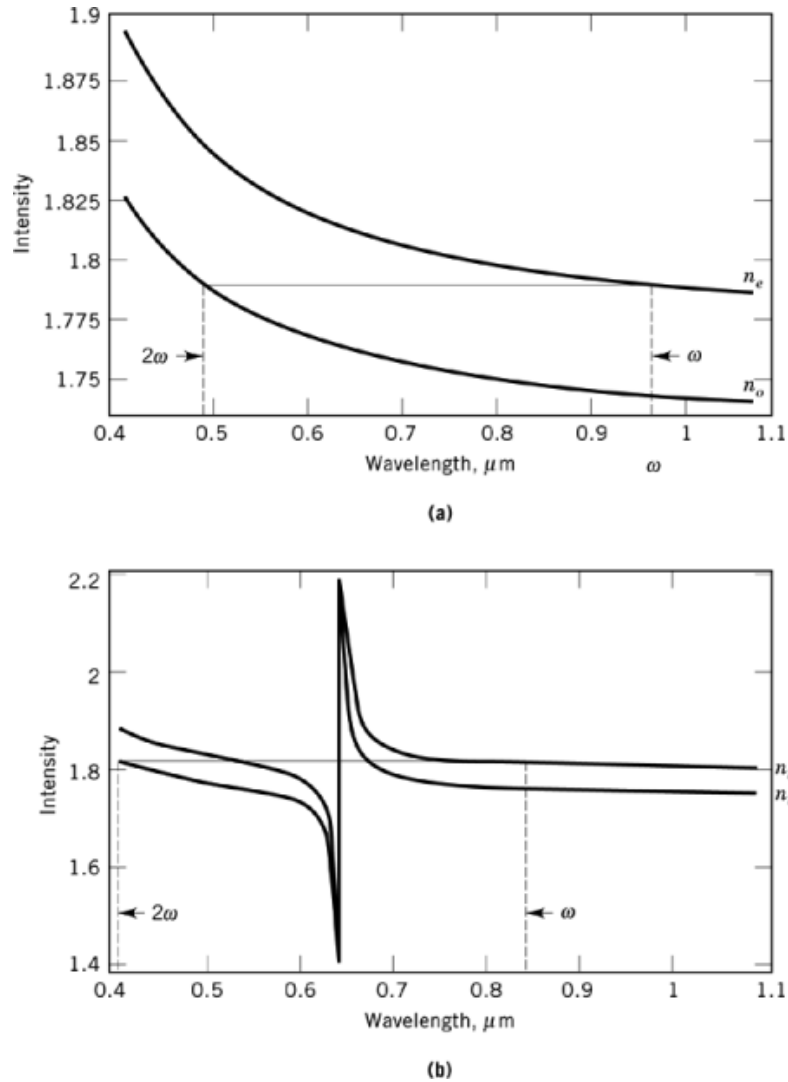 1.9
1.875
1.85
1.825
1.8
1.775
1.75
Intensity
n_e
n_o
2ω
ω
0.4 0.5 0.6 0.7 0.8 0.9 1 1.1
Wavelength, μm
ω
(a)
2.2
2
1.8
1.6
1.4
Intensity
n
n
2ω
ω
0.4 0.5 0.6 0.7 0.8 0.9 1 1.1
Wavelength, μm
(b)